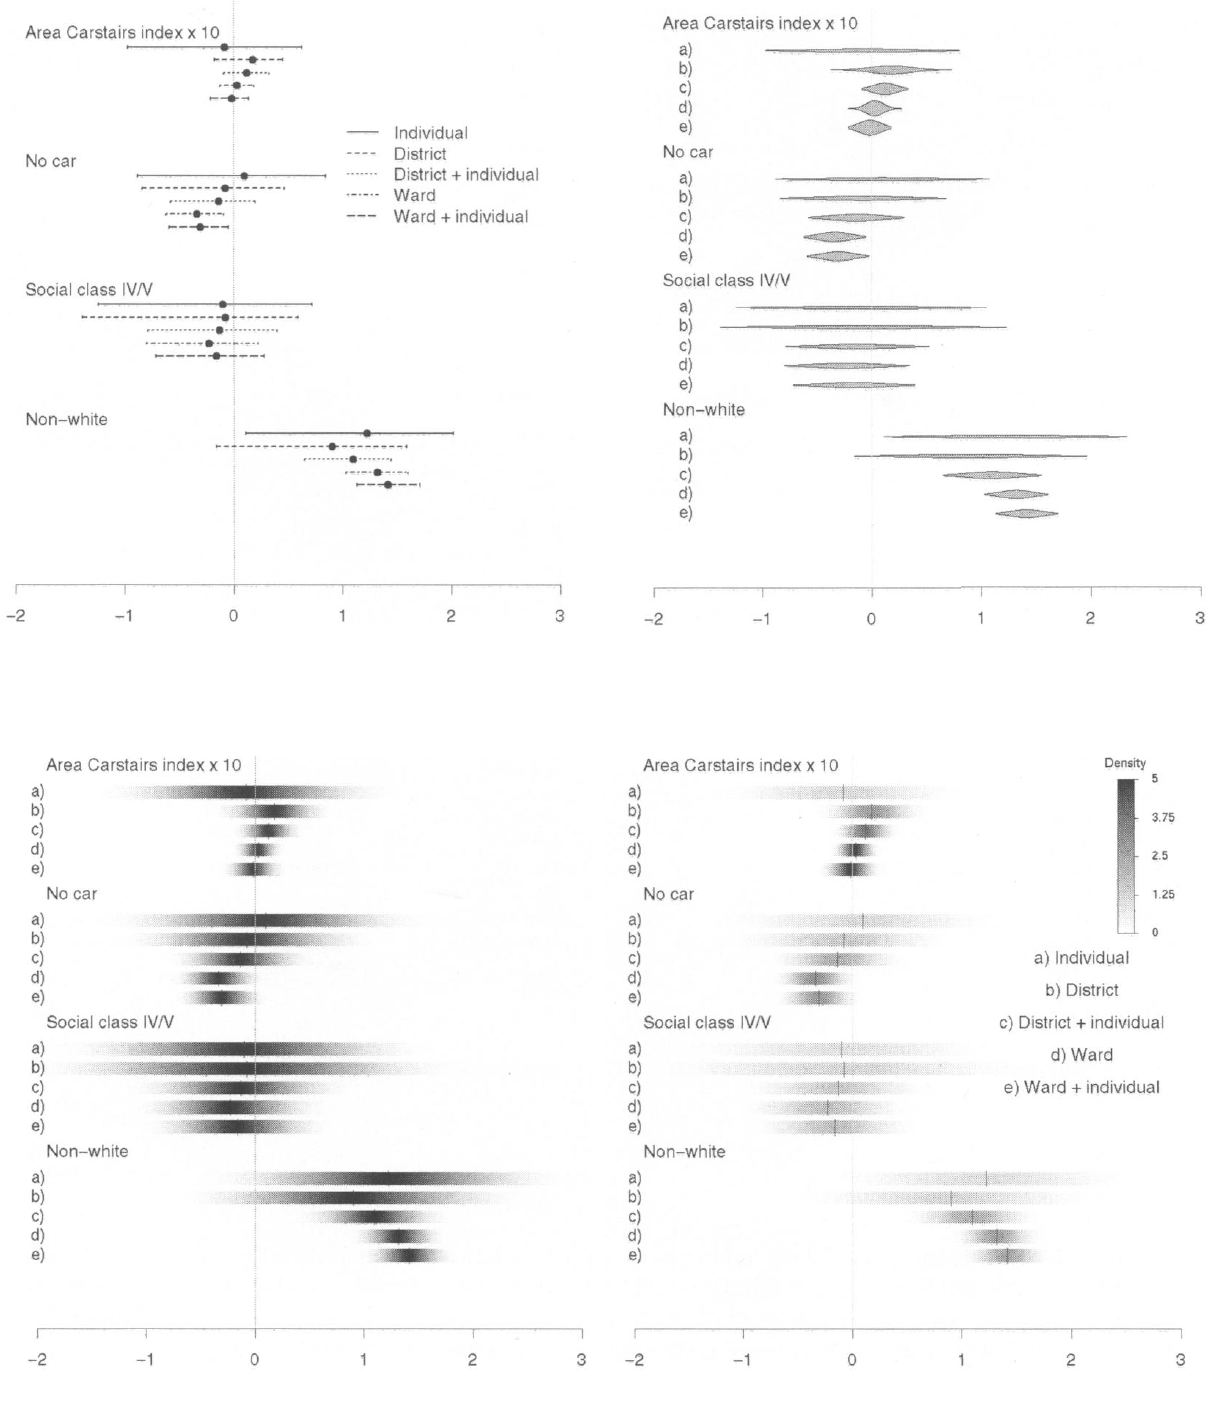 Area Carstairs index x 10
No car
Individual
District
District + individual
Ward
Ward + individual
Social class IV/V
Non–white
−2 −1 0 1 2 3
Area Carstairs index x 10
a)
b)
c)
d)
e)
No car
a)
b)
c)
d)
e)
Social class IV/V
a)
b)
c)
d)
e)
Non–white
a)
b)
c)
d)
e)
−2 −1 0 1 2 3
Area Carstairs index x 10
a)
b)
c)
d)
e)
No car
a)
b)
c)
d)
e)
Social class IV/V
a)
b)
c)
d)
e)
Non–white
a)
b)
c)
d)
e)
−2 −1 0 1 2 3
Area Carstairs index x 10
a)
b)
c)
d)
e)
No car
a)
b)
c)
d)
e)
Social class IV/V
a)
b)
c)
d)
e)
Non–white
a)
b)
c)
d)
e)
−2 −1 0 1 2 3
Density
5
3.75
2.5
1.25
0
a) Individual
b) District
c) District + individual
d) Ward
e) Ward + individual